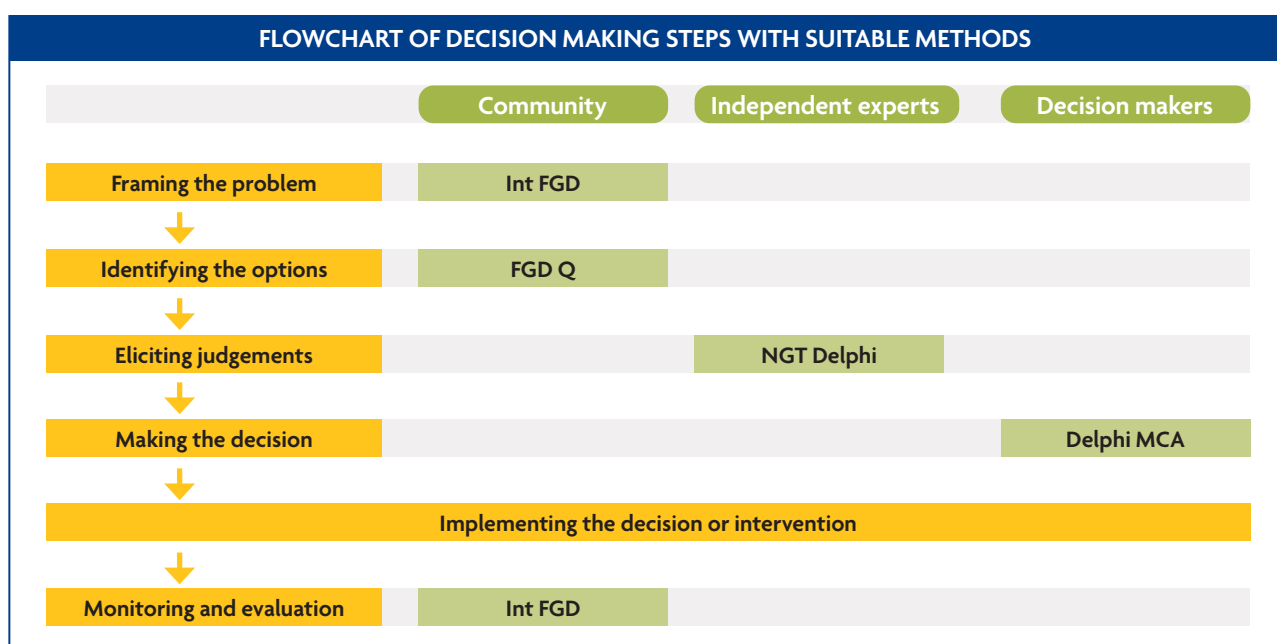 FLOWCHART OF DECISION MAKING STEPS WITH SUITABLE METHODS
Community Independent experts Decision makers
Framing the problem Int FGD
Identifying the options FGD Q
Eliciting judgements NGT Delphi
Making the decision Delphi MCA
Implementing the decision or intervention
Monitoring and evaluation Int FGD